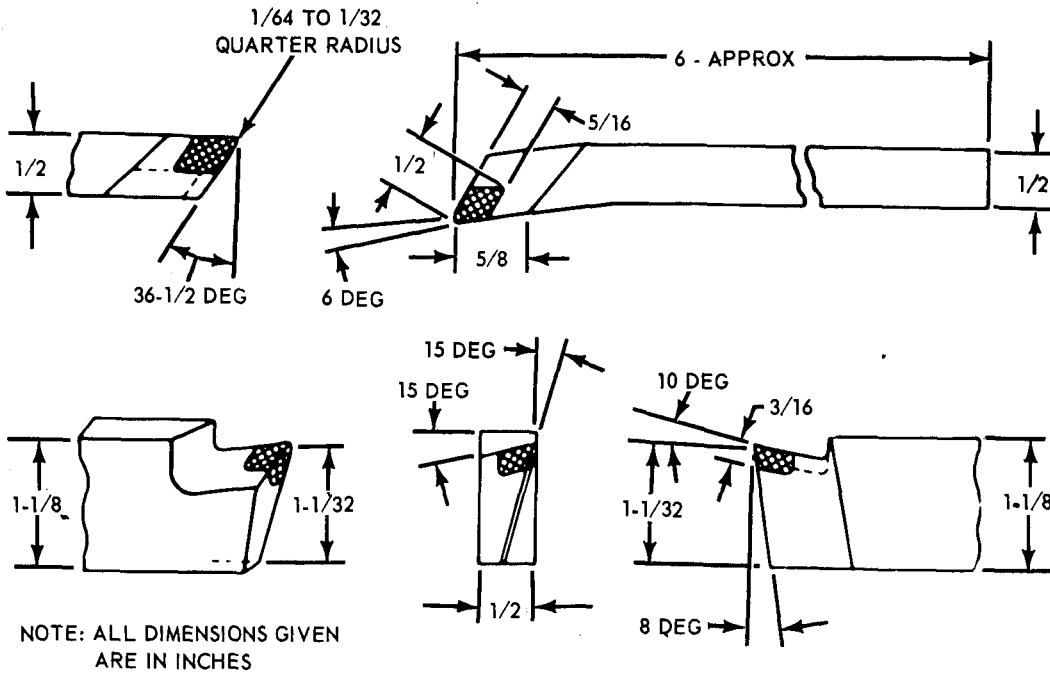 1/64 TO 1/32
QUARTER RADIUS
6 - APPROX
5/16
1/2
1/2
1/2
5/8
36-1/2 DEG
6 DEG
15 DEG
15 DEG
10 DEG
3/16
1-1/8
1-1/32
1-1/32
1-1/8
1/2
8 DEG
NOTE: ALL DIMENSIONS GIVEN
ARE IN INCHES